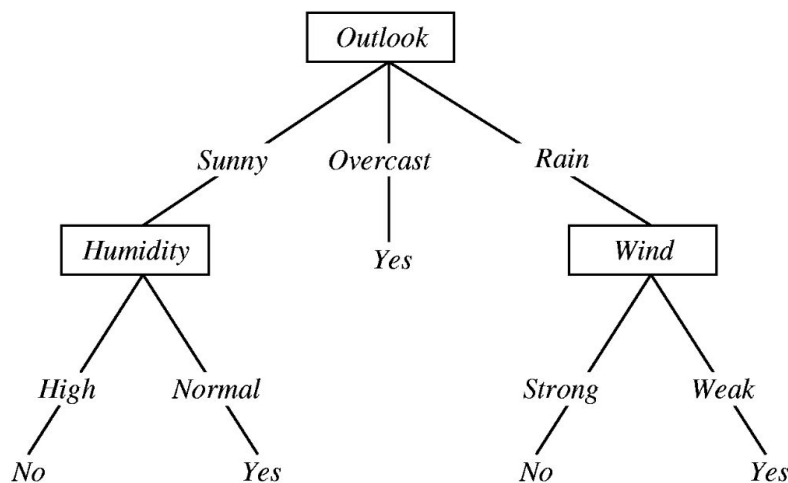 Outlook
Sunny Overcast Rain
Humidity Yes Wind
High Normal Strong Weak
No Yes No Yes